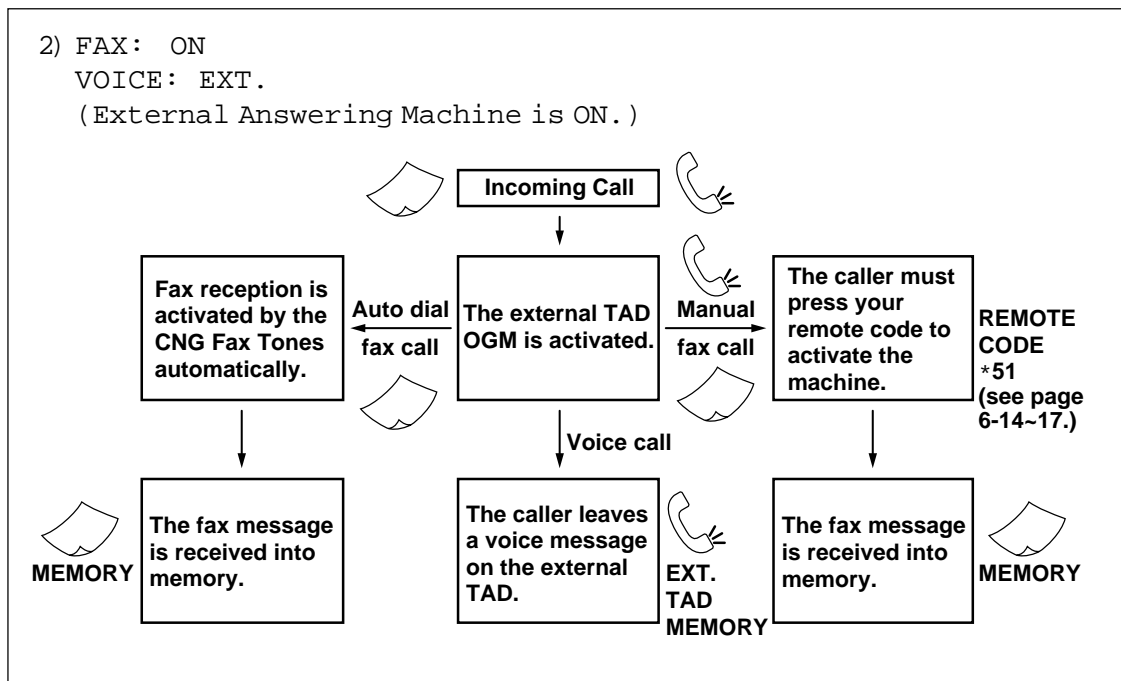 2) FAX: ON
VOICE: EXT.
(External Answering Machine is ON.)
Incoming Call
Fax reception is
activated by the
CNG Fax Tones
automatically.
Auto dial
fax call
The external TAD
OGM is activated.
Manual
fax call
The caller must
press your
remote code to
activate the
machine.
REMOTE
CODE
*51
(see page
6-14~17.)
Voice call
MEMORY
The fax message
is received into
memory.
The caller leaves
a voice message
on the external
TAD.
EXT.
TAD
MEMORY
The fax message
is received into
memory.
MEMORY